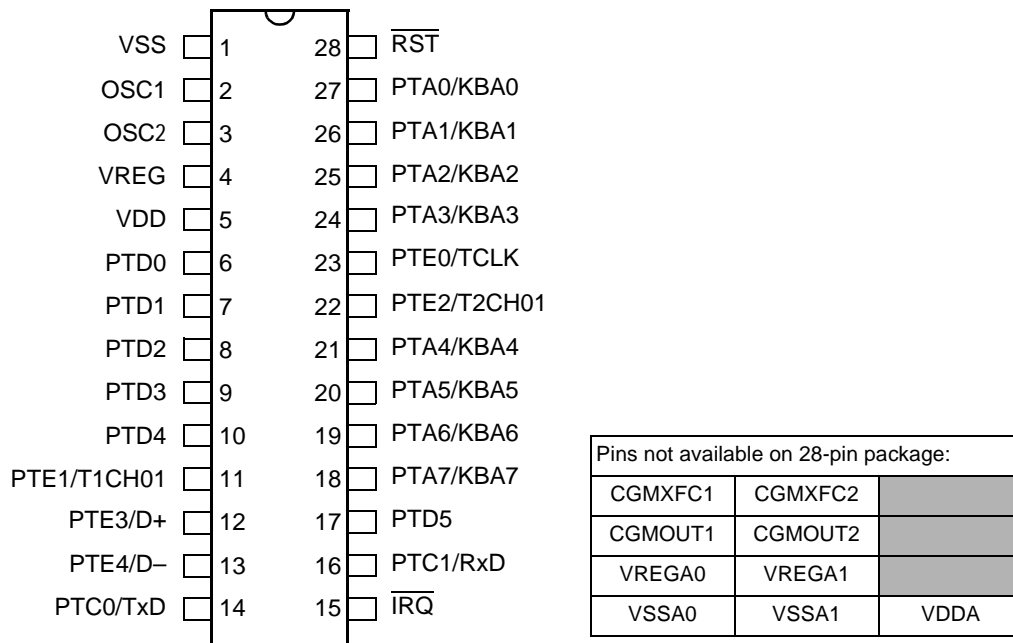 VSS 1 28 RST
OSC1 2 27 PTA0/KBA0
OSC2 3 26 PTA1/KBA1
VREG 4 25 PTA2/KBA2
VDD 5 24 PTA3/KBA3
PTD0 6 23 PTE0/TCLK
PTD1 7 22 PTE2/T2CH01
PTD2 8 21 PTA4/KBA4
PTD3 9 20 PTA5/KBA5
PTD4 10 19 PTA6/KBA6
PTE1/T1CH01 11 18 PTA7/KBA7
PTE3/D+ 12 17 PTD5
PTE4/D– 13 16 PTC1/RxD
PTC0/TxD 14 15 IRQ
Pins not available on 28-pin package:
CGMXFC1 CGMXFC2
CGMOUT1 CGMOUT2
VREGA0 VREGA1
VSSA0 VSSA1 VDDA